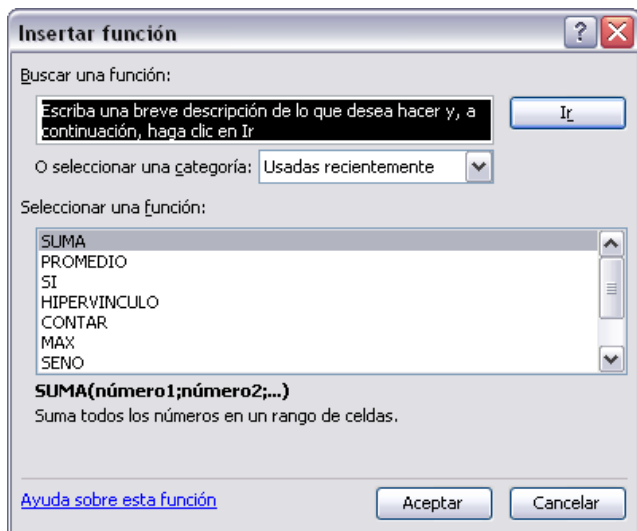 Insertar función
Buscar una función:
Escriba una breve descripción de lo que desea hacer y, a
continuación, haga clic en Ir
Ir
O seleccionar una categoría: Usadas recientemente
Seleccionar una función:
SUMA
PROMEDIO
SI
HIPERVINCULO
CONTAR
MAX
SENO
SUMA(número1;número2;...)
Suma todos los números en un rango de celdas.
Ayuda sobre esta función
Aceptar
Cancelar